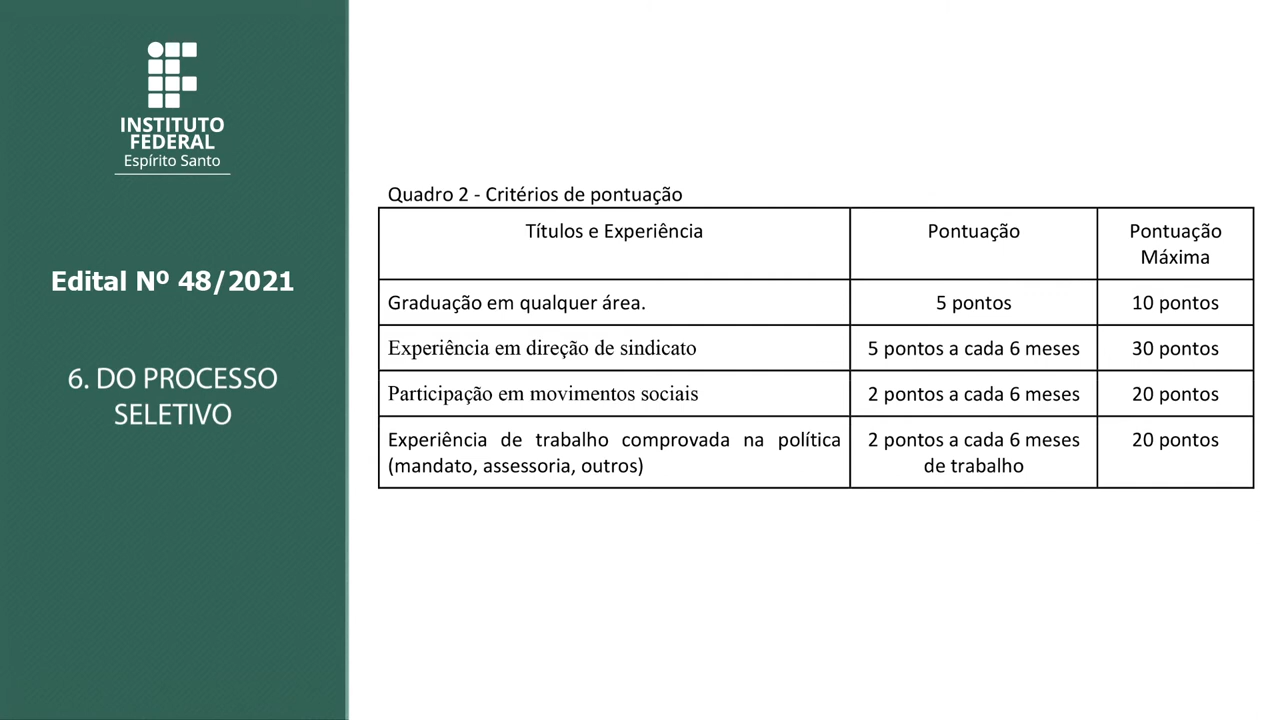 INSTITUTO
FEDERAL
Espírito Santo
Edital Nº 48/2021
6. DO PROCESSO
SELETIVO
Quadro 2 - Critérios de pontuação
Títulos e Experiência
Pontuação
Pontuação
Máxima
Graduação em qualquer área.
5 pontos
10 pontos
Experiência em direção de sindicato
5 pontos a cada 6 meses
30 pontos
Participação em movimentos sociais
2 pontos a cada 6 meses
20 pontos
Experiência de trabalho comprovada na política
(mandato, assessoria, outros)
2 pontos a cada 6 meses
de trabalho
20 pontos